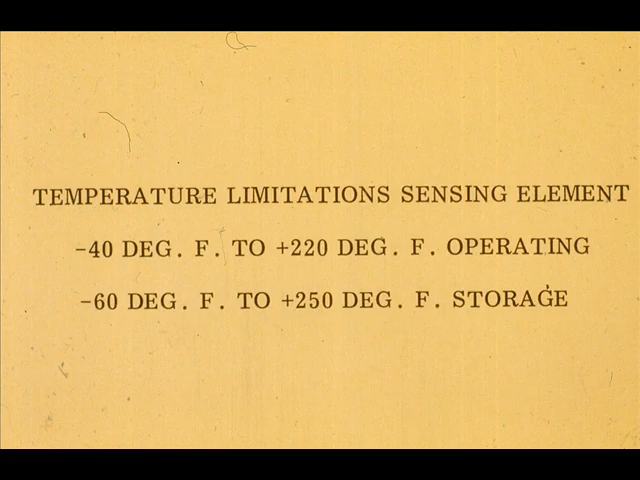 TEMPERATURE LIMITATIONS SENSING ELEMENT
-40 DEG. F. TO +220 DEG. F. OPERATING
-60 DEG. F. TO +250 DEG. F. STORAGE